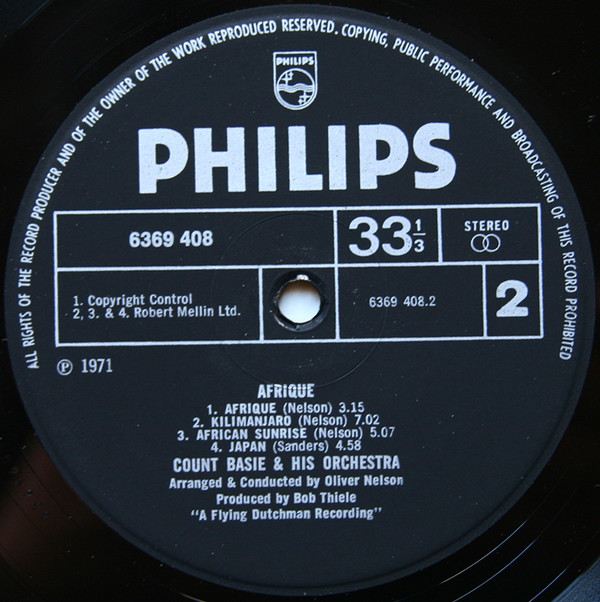 ALL RIGHTS OF THE RECORD PRODUCER AND OF THE OWNER OF THE WORK REPRODUCED RESERVED. COPYING, PUBLIC PERFORMANCE AND BROADCASTING OF THIS RECORD PROHIBITED
PHILIPS
PHILIPS
6369 408
33 1/3
STEREO
1. Copyright Control
2, 3. & 4. Robert Mellin Ltd.
6369 408.2
2
℗ 1971
AFRIQUE
1. AFRIQUE (Nelson) 3.15
2. KILIMANJARO (Nelson) 7.02
3. AFRICAN SUNRISE (Nelson) 5.07
4. JAPAN (Sanders) 4.58
COUNT BASIE & HIS ORCHESTRA
Arranged & Conducted by Oliver Nelson
Produced by Bob Thiele
"A Flying Dutchman Recording"